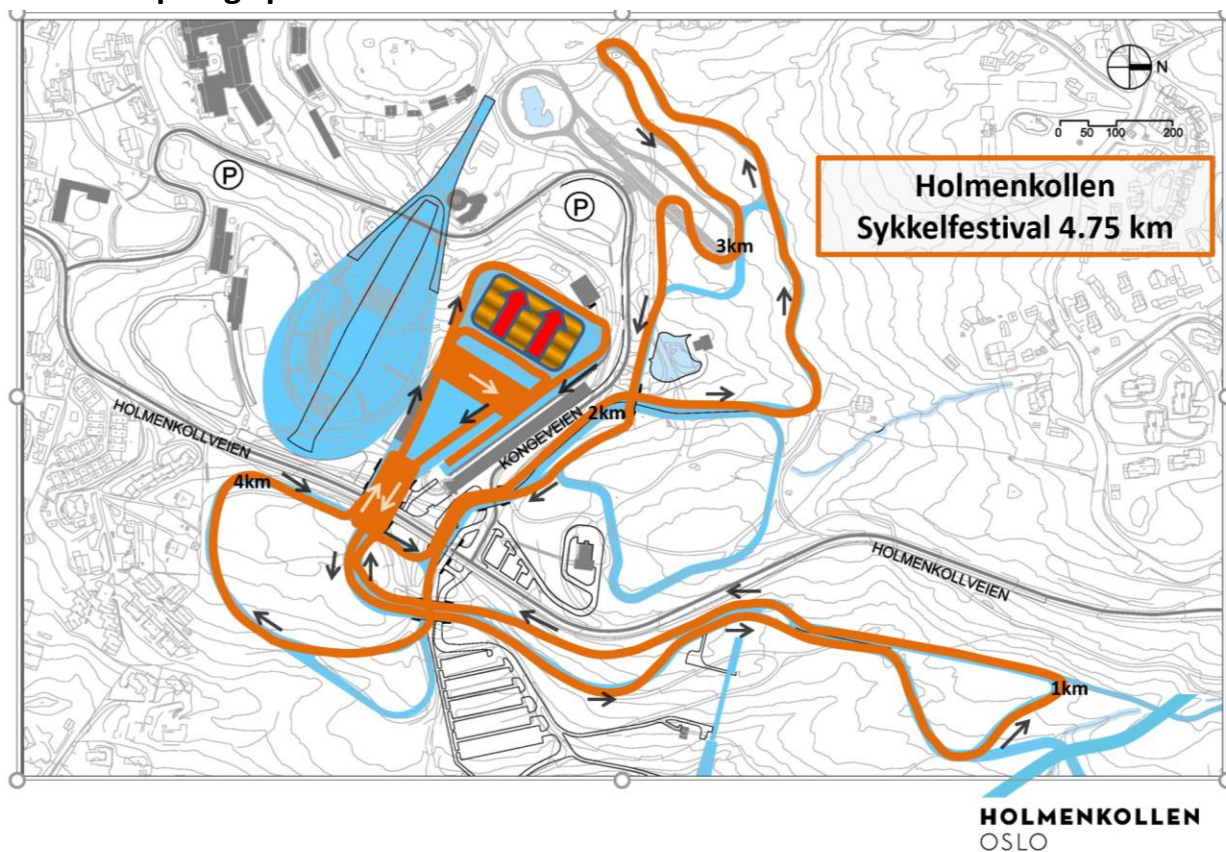 N
0 50 100 200
Holmenkollen
Sykkelfestival 4.75 km
P
P
3km
2km
KONGEVEIEN
HOLMENKOLLVEIEN
4km
HOLMENKOLLVEIEN
1km
HOLMENKOLLEN
OSLO